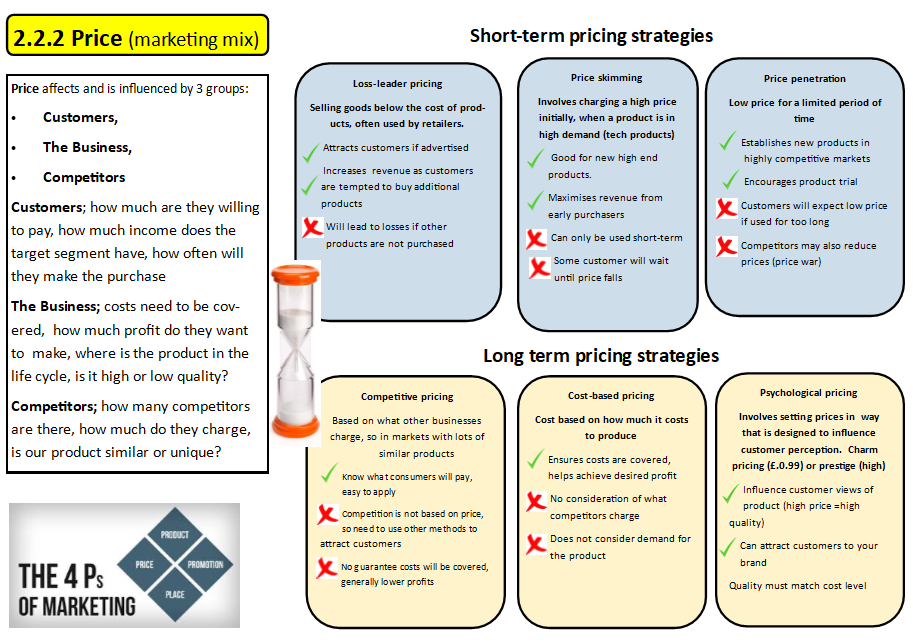 2.2.2 Price (marketing mix)
Price affects and is influenced by 3 groups:
• Customers,
• The Business,
• Competitors
Customers; how much are they willing
to pay, how much income does the
target segment have, how often will
they make the purchase
The Business; costs need to be cov-
ered, how much profit do they want
to make, where is the product in the
life cycle, is it high or low quality?
Competitors; how many competitors
are there, how much do they charge,
is our product similar or unique?
THE 4 Ps
OF MARKETING
PRODUCT
PRICE
PROMOTION
PLACE
Short-term pricing strategies
Loss-leader pricing
Selling goods below the cost of prod-
ucts, often used by retailers.
Attracts customers if advertised
Increases revenue as customers
are tempted to buy additional
products
Will lead to losses if other
products are not purchased
Price skimming
Involves charging a high price
initially, when a product is in
high demand (tech products)
Good for new high end
products.
Maximises revenue from
early purchasers
Can only be used short-term
Some customer will wait
until price falls
Price penetration
Low price for a limited period of
time
Establishes new products in
highly competitive markets
Encourages product trial
Customers will expect low price
if used for too long
Competitors may also reduce
prices (price war)
Long term pricing strategies
Competitive pricing
Based on what other businesses
charge, so in markets with lots of
similar products
Know what consumers will pay,
easy to apply
Competition is not based on price,
so need to use other methods to
attract customers
No guarantee costs will be covered,
generally lower profits
Cost-based pricing
Cost based on how much it costs
to produce
Ensures costs are covered,
helps achieve desired profit
No consideration of what
competitors charge
Does not consider demand for
the product
Psychological pricing
Involves setting prices in way
that is designed to influence
customer perception. Charm
pricing (£.0.99) or prestige (high)
Influence customer views of
product (high price =high
quality)
Can attract customers to your
brand
Quality must match cost level